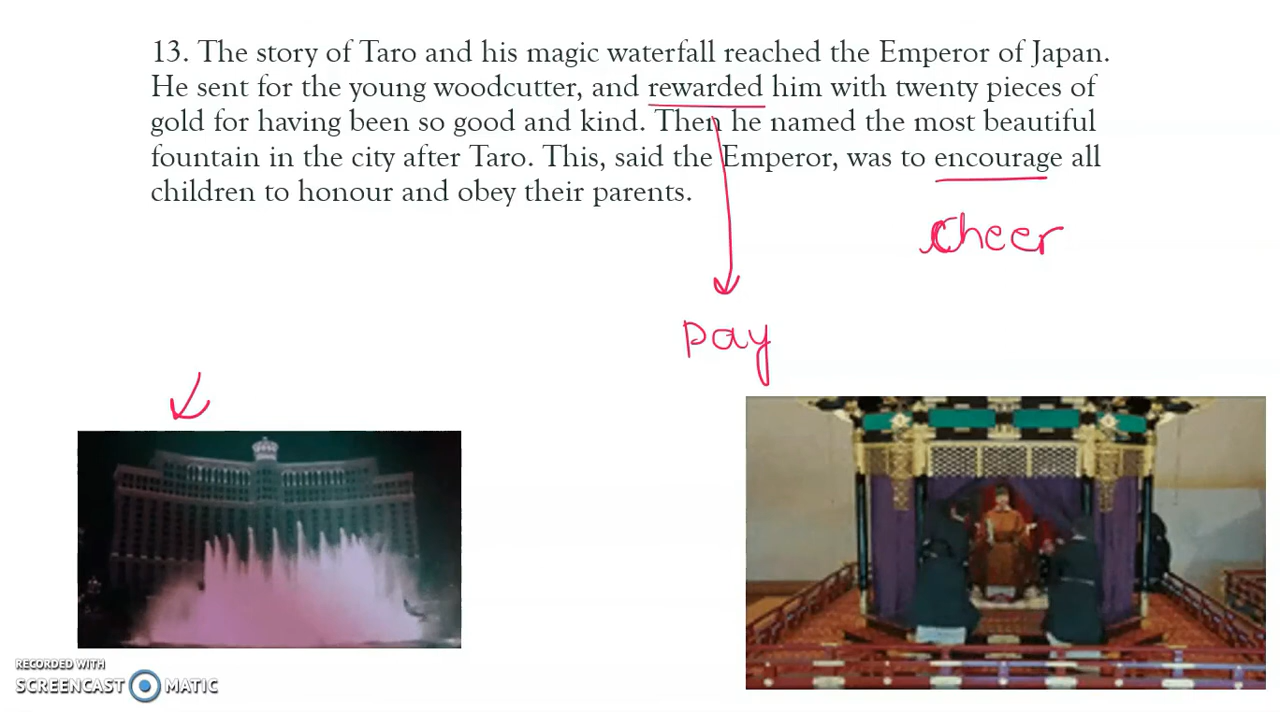 13. The story of Taro and his magic waterfall reached the Emperor of Japan.
He sent for the young woodcutter, and rewarded him with twenty pieces of
gold for having been so good and kind. Then he named the most beautiful
fountain in the city after Taro. This, said the Emperor, was to encourage all
children to honour and obey their parents.
cheer
pay
RECORDED WITH
SCREENCAST MATIC